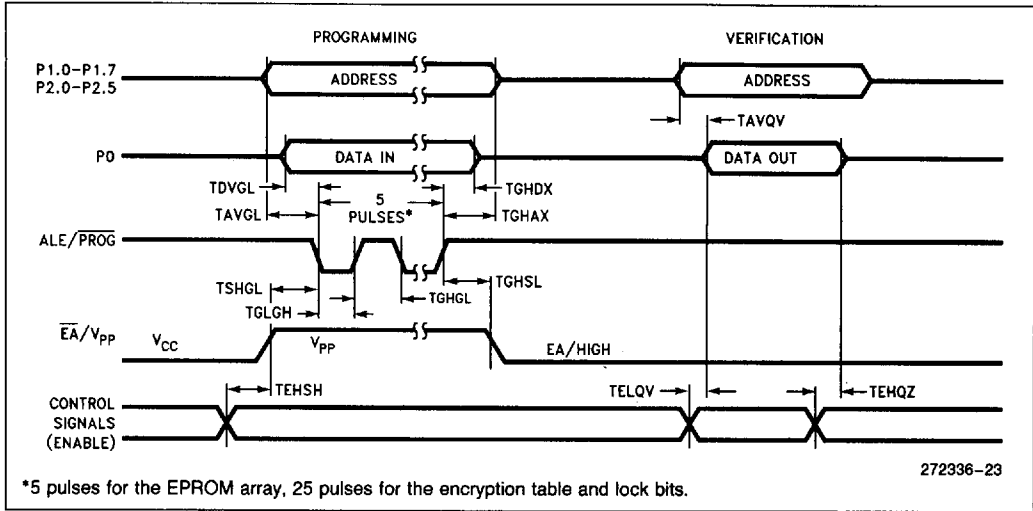 PROGRAMMING
VERIFICATION
P1.0–P1.7
P2.0–P2.5
ADDRESS
ADDRESS
TAVQV
P0
DATA IN
DATA OUT
TDVGL
5
PULSES*
TGHDX
TAVGL
TGHAX
ALE/PROG
TSHGL
TGHSL
TGHGL
TGLGH
EA/VPP
VCC
VPP
EA/HIGH
TEHSH
TELQV
TEHQZ
CONTROL
SIGNALS
(ENABLE)
272336–23
*5 pulses for the EPROM array, 25 pulses for the encryption table and lock bits.